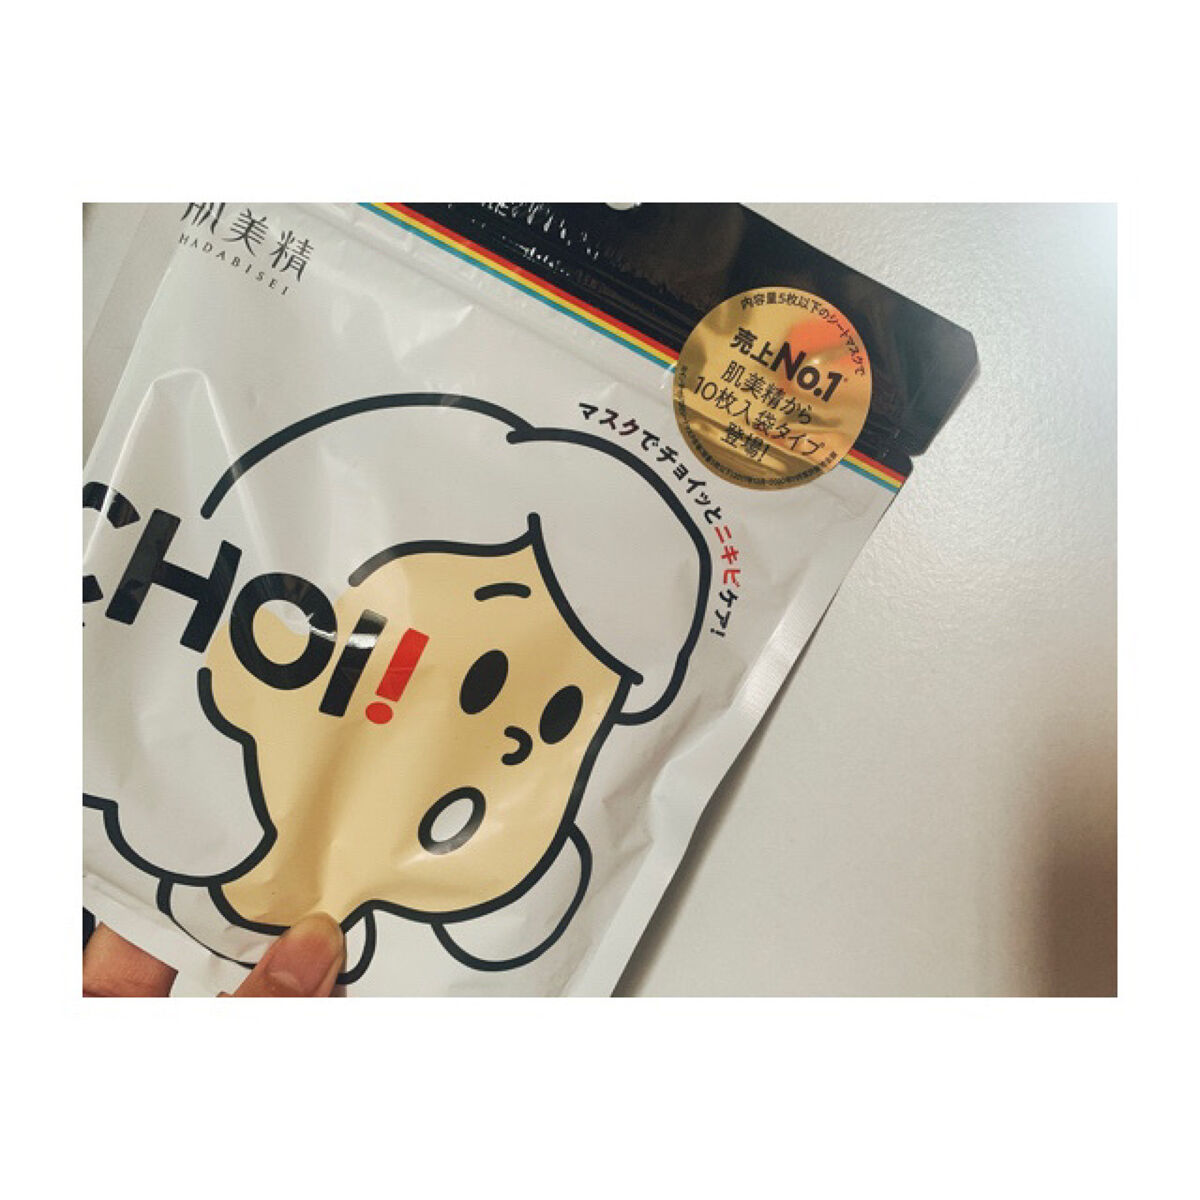 肌美精
HADABISEI
内容量5枚以下のシートマスクで
売上No.1
肌美精から
10枚入袋タイプ
登場!
マスクでチョイッとニキビケア!
CHOI!